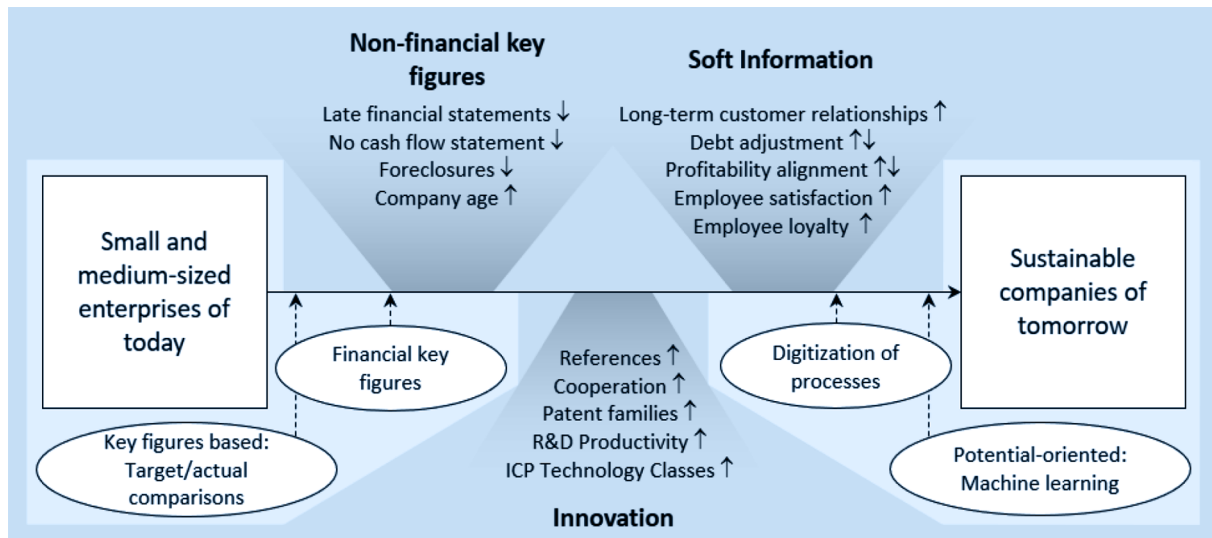 Non-financial key
figures
Late financial statements ↓
No cash flow statement ↓
Foreclosures ↓
Company age ↑
Soft Information
Long-term customer relationships ↑
Debt adjustment ↑↓
Profitability alignment ↑↓
Employee satisfaction ↑
Employee loyalty ↑
Small and
medium-sized
enterprises of
today
Sustainable
companies of
tomorrow
Financial key
figures
Digitization of
processes
Key figures based:
Target/actual
comparisons
Potential-oriented:
Machine learning
References ↑
Cooperation ↑
Patent families ↑
R&D Productivity ↑
ICP Technology Classes ↑
Innovation